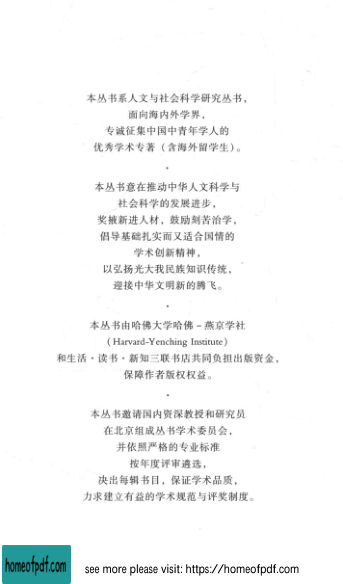 本丛书系人文与社会科学研究丛书，
面向海内外学界，
专诚征集中国中青年学人的
优秀学术专著（含海外留学生）。
·
本丛书意在推动中华人文科学与
社会科学的发展进步，
奖掖新进人材，鼓励刻苦治学，
倡导基础扎实而又适合国情的
学术创新精神，
以弘扬光大我民族知识传统，
迎接中华文明新的腾飞。
·
本丛书由哈佛大学哈佛－燕京学社
(Harvard-Yenching Institute)
和生活·读书·新知三联书店共同负担出版资金，
保障作者版权权益。
·
本丛书邀请国内资深教授和研究员
在北京组成丛书学术委员会，
并依照严格的专业标准
按年度评审遴选，
决出每辑书目，保证学术品质，
力求建立有益的学术规范与评奖制度。
homeofpdf.com
see more please visit: https://homeofpdf.com